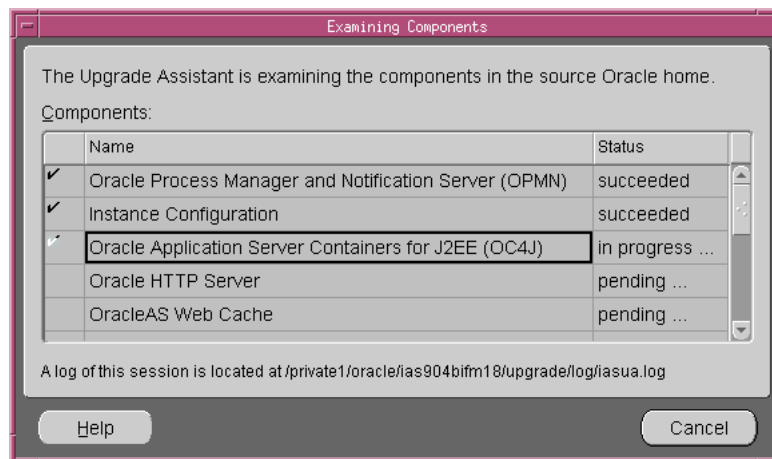 Examining Components
The Upgrade Assistant is examining the components in the source Oracle home.
Components:
Name Status
Oracle Process Manager and Notification Server (OPMN) succeeded
Instance Configuration succeeded
Oracle Application Server Containers for J2EE (OC4J) in progress ...
Oracle HTTP Server pending ...
OracleAS Web Cache pending ...
A log of this session is located at /private1/oracle/ias904bifm18/upgrade/log/iasua.log
Help Cancel